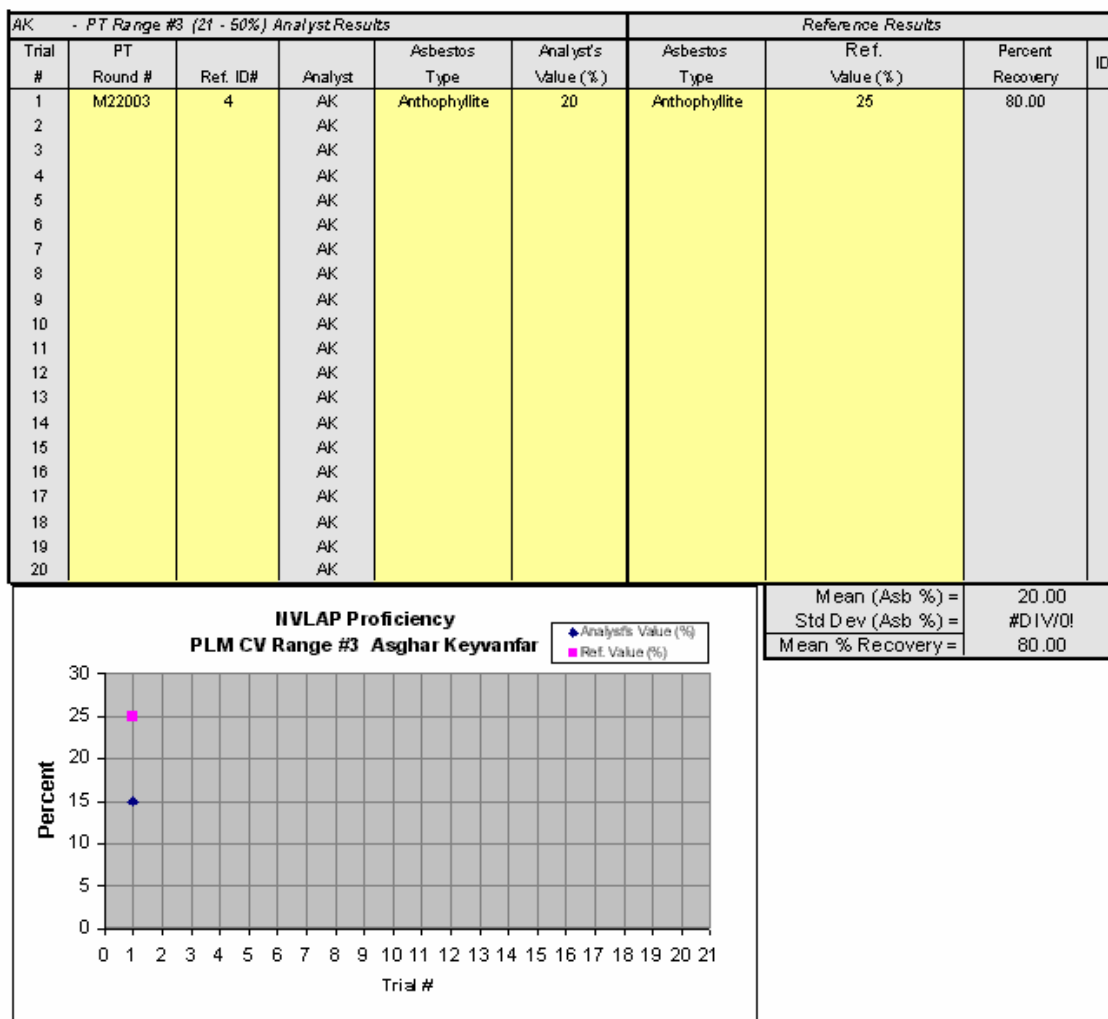 AK - PT Range #3 (21 - 50%) Analyst Results Reference Results
Trial PT Asbestos Analyst's Asbestos Ref. Percent ID
# Round # Ref. ID# Analyst Type Value (%) Type Value (%) Recovery
1 M22003 4 AK Anthophyllite 20 Anthophyllite 25 80.00
2 AK
3 AK
4 AK
5 AK
6 AK
7 AK
8 AK
9 AK
10 AK
11 AK
12 AK
13 AK
14 AK
15 AK
16 AK
17 AK
18 AK
19 AK
20 AK
Mean (Asb %) = 20.00
Std Dev (Asb %) = #DIV/0!
Mean % Recovery = 80.00
NVLAP Proficiency
PLM CV Range #3 Asghar Keyvanfar
Analyst's Value (%)
Ref. Value (%)
Percent
30
25
20
15
10
5
0
0 1 2 3 4 5 6 7 8 9 10 11 12 13 14 15 16 17 18 19 20 21
Trial #